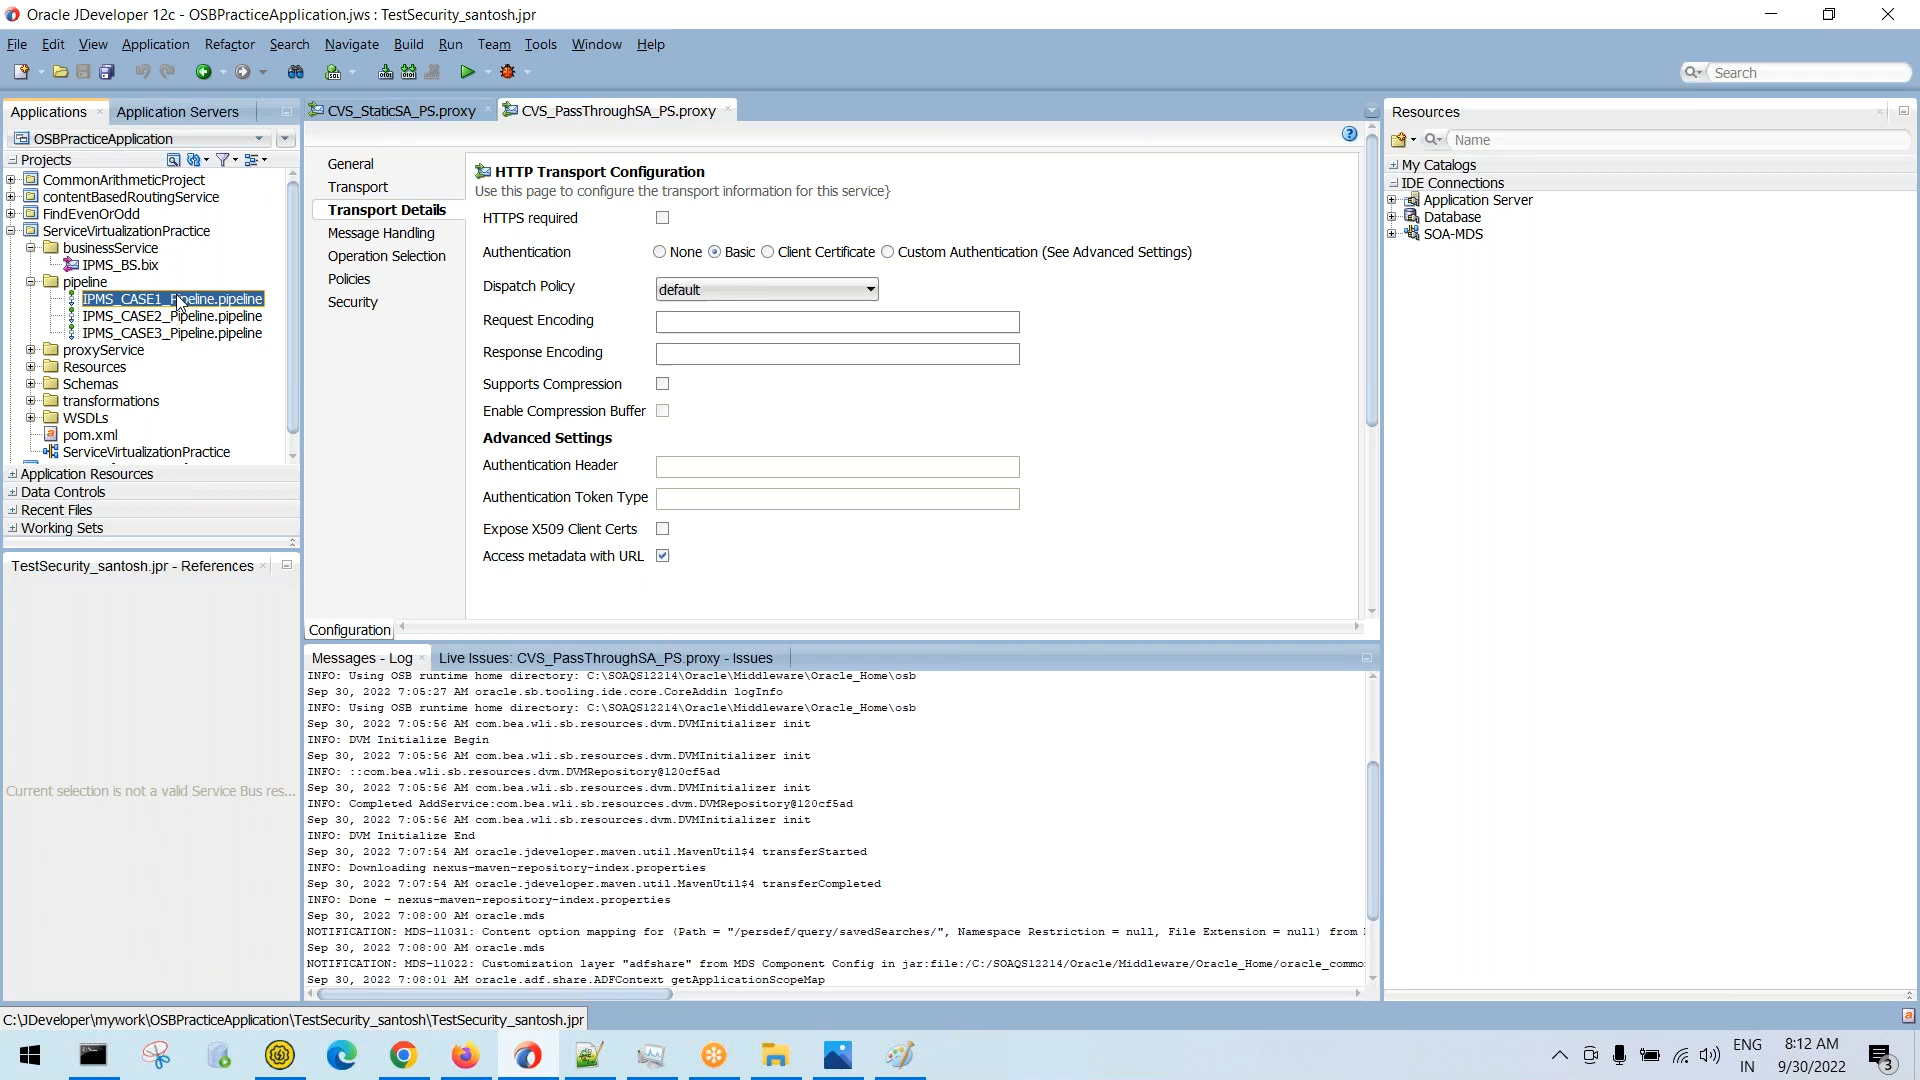 Oracle JDeveloper 12c - OSBPracticeApplication.jws : TestSecurity_santosh.jpr
File Edit View Application Refactor Search Navigate Build Run Team Tools Window Help
Search
Applications
Application Servers
OSBPracticeApplication
Projects
CommonArithmeticProject
contentBasedRoutingService
FindEvenOrOdd
ServiceVirtualizationPractice
businessService
IPMS_BS.bix
pipeline
IPMS_CASE1_Pipeline.pipeline
IPMS_CASE2_Pipeline.pipeline
IPMS_CASE3_Pipeline.pipeline
proxyService
Resources
Schemas
transformations
WSDLs
pom.xml
ServiceVirtualizationPractice
Application Resources
Data Controls
Recent Files
Working Sets
TestSecurity_santosh.jpr - References
Current selection is not a valid Service Bus res...
CVS_StaticSA_PS.proxy
CVS_PassThroughSA_PS.proxy
General
Transport
Transport Details
Message Handling
Operation Selection
Policies
Security
HTTP Transport Configuration
Use this page to configure the transport information for this service}
HTTPS required
Authentication None Basic Client Certificate Custom Authentication (See Advanced Settings)
Dispatch Policy default
Request Encoding
Response Encoding
Supports Compression
Enable Compression Buffer
Advanced Settings
Authentication Header
Authentication Token Type
Expose X509 Client Certs
Access metadata with URL
Configuration
Messages - Log
Live Issues: CVS_PassThroughSA_PS.proxy - Issues
INFO: Using OSB runtime home directory: C:\SOAQS12214\Oracle\Middleware\Oracle_Home\osb
Sep 30, 2022 7:05:27 AM oracle.sb.tooling.ide.core.CoreAddin logInfo
INFO: Using OSB runtime home directory: C:\SOAQS12214\Oracle\Middleware\Oracle_Home\osb
Sep 30, 2022 7:05:56 AM com.bea.wli.sb.resources.dvm.DVMInitializer init
INFO: DVM Initialize Begin
Sep 30, 2022 7:05:56 AM com.bea.wli.sb.resources.dvm.DVMInitializer init
INFO: ::com.bea.wli.sb.resources.dvm.DVMRepository@120cf5ad
Sep 30, 2022 7:05:56 AM com.bea.wli.sb.resources.dvm.DVMInitializer init
INFO: Completed AddService:com.bea.wli.sb.resources.dvm.DVMRepository@120cf5ad
Sep 30, 2022 7:05:56 AM com.bea.wli.sb.resources.dvm.DVMInitializer init
INFO: DVM Initialize End
Sep 30, 2022 7:07:54 AM oracle.jdeveloper.maven.util.MavenUtil$4 transferStarted
INFO: Downloading nexus-maven-repository-index.properties
Sep 30, 2022 7:07:54 AM oracle.jdeveloper.maven.util.MavenUtil$4 transferCompleted
INFO: Done - nexus-maven-repository-index.properties
Sep 30, 2022 7:08:00 AM oracle.mds
NOTIFICATION: MDS-11031: Content option mapping for (Path = "/persdef/query/savedSearches/", Namespace Restriction = null, File Extension = null) from
Sep 30, 2022 7:08:00 AM oracle.mds
NOTIFICATION: MDS-11022: Customization layer "adfshare" from MDS Component Config in jar:file:/C:/SOAQS12214/Oracle/Middleware/Oracle_Home/oracle_commo
Sep 30, 2022 7:08:01 AM oracle.adf.share.ADFContext getApplicationScopeMap
Resources
Name
My Catalogs
IDE Connections
Application Server
Database
SOA-MDS
C:\JDeveloper\mywork\OSBPracticeApplication\TestSecurity_santosh\TestSecurity_santosh.jpr
ENG
IN
8:12 AM
9/30/2022
3